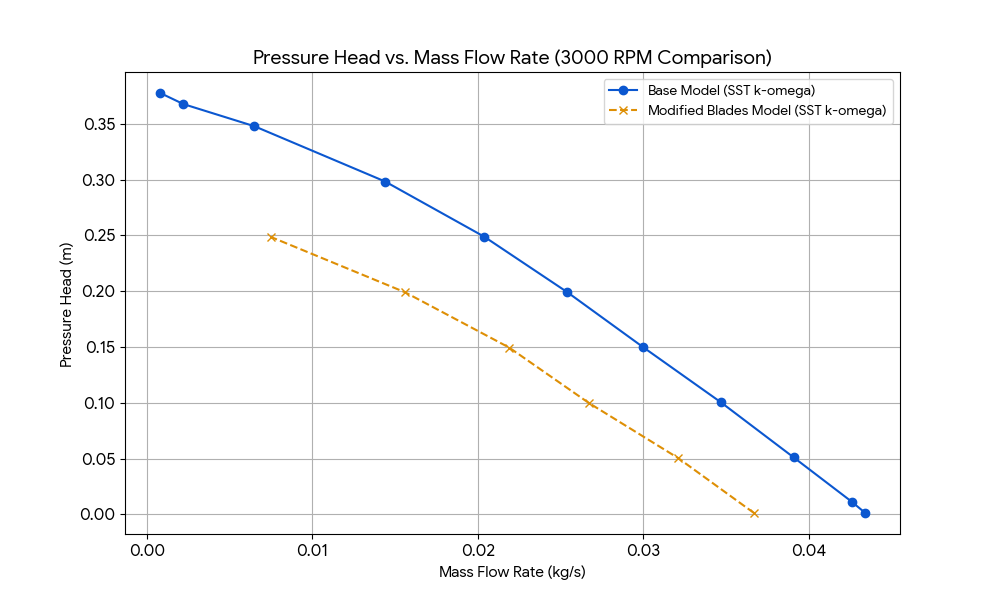 Pressure Head vs. Mass Flow Rate (3000 RPM Comparison)
Base Model (SST k-omega)
Modified Blades Model (SST k-omega)
Pressure Head (m)
0.35
0.30
0.25
0.20
0.15
0.10
0.05
0.00
0.00 0.01 0.02 0.03 0.04
Mass Flow Rate (kg/s)